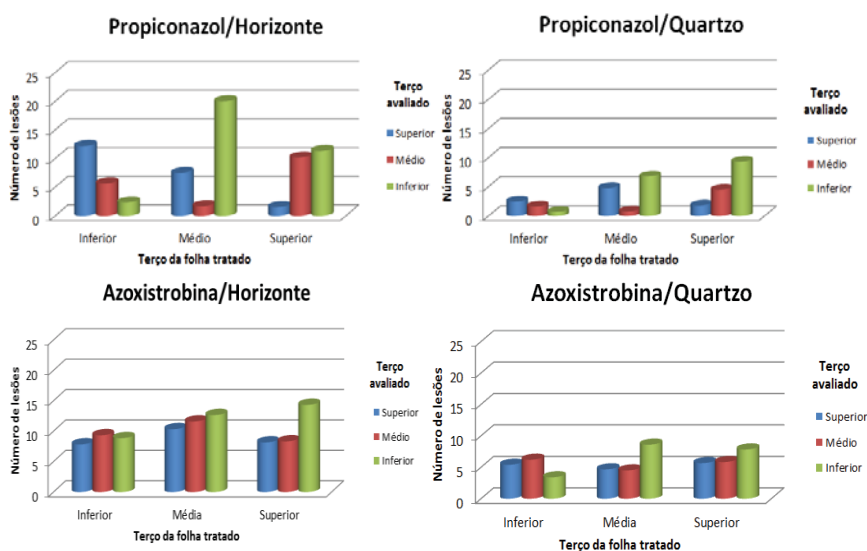 Propiconazol/Horizonte
Número de lesões
25
20
15
10
5
0
Inferior
Médio
Superior
Terço da folha tratado
Terço
avaliado
Superior
Médio
Inferior
Propiconazol/Quartzo
Número de lesões
25
20
15
10
5
0
Inferior
Médio
Superior
Terço da folha tratado
Terço
avaliado
Superior
Médio
Inferior
Azoxistrobina/Horizonte
Número de lesões
25
20
15
10
5
0
Inferior
Média
Superior
Terço da folha tratado
Terço
avaliado
Superior
Médio
Inferior
Azoxistrobina/Quartzo
Número de lesões
25
20
15
10
5
0
Inferior
Média
Superior
Terço da folha tratado
Terço
avaliado
Superior
Médio
Inferior